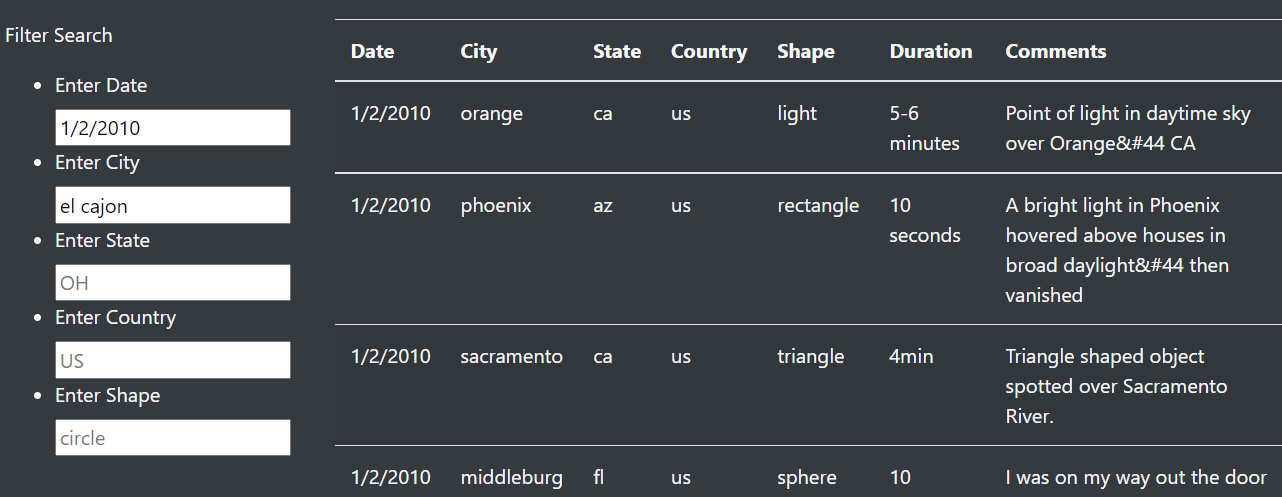 Filter Search
Enter Date
1/2/2010
Enter City
el cajon
Enter State
OH
Enter Country
US
Enter Shape
circle
Date City State Country Shape Duration Comments
1/2/2010 orange ca us light 5-6 Point of light in daytime sky
minutes over Orange&#44 CA
1/2/2010 phoenix az us rectangle 10 A bright light in Phoenix
seconds hovered above houses in
broad daylight&#44 then
vanished
1/2/2010 sacramento ca us triangle 4min Triangle shaped object
spotted over Sacramento
River.
1/2/2010 middleburg fl us sphere 10 I was on my way out the door